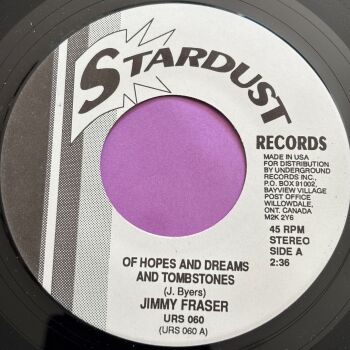 STARDUST
RECORDS
MADE IN USA
FOR DISTRIBUTION
BY UNDERGROUND
RECORDS INC.,
P.O. BOX 91002,
BAYVIEW VILLAGE
POST OFFICE
WILLOWDALE,
ONT. CANADA
M2K 2Y6
45 RPM
STEREO
SIDE A
2:36
OF HOPES AND DREAMS
AND TOMBSTONES
(J. Byers)
JIMMY FRASER
URS 060
(URS 060 A)